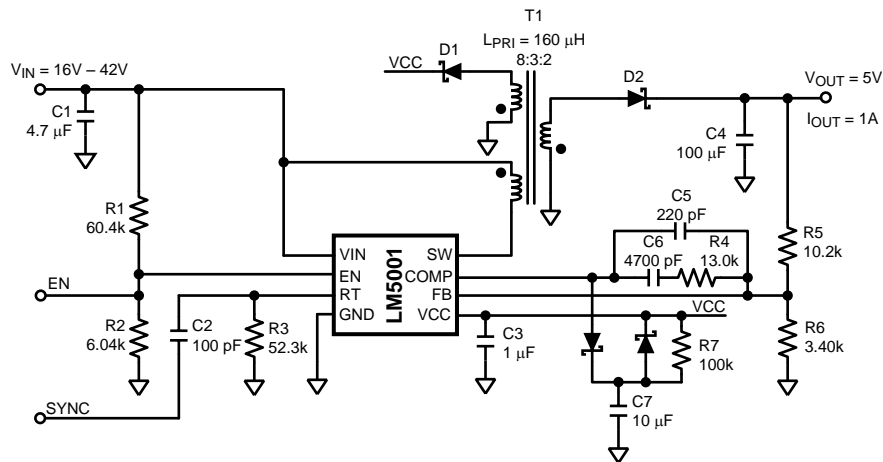 T1
L_PRI = 160 μH
8:3:2
D1
VCC
V_IN = 16V – 42V
C1
4.7 μF
D2
V_OUT = 5V
I_OUT = 1A
C4
100 μF
R1
60.4k
C5
220 pF
C6
4700 pF
R4
13.0k
R5
10.2k
LM5001
VIN
EN
RT
GND
SW
COMP
FB
VCC
EN
VCC
R2
6.04k
C2
100 pF
R3
52.3k
C3
1 μF
R7
100k
R6
3.40k
C7
10 μF
SYNC